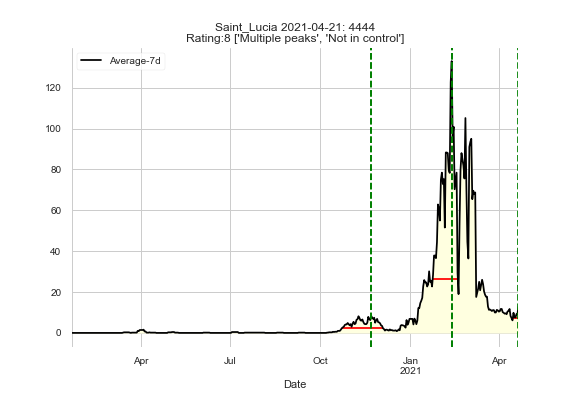 Saint_Lucia 2021-04-21: 4444
Rating:8 ['Multiple peaks', 'Not in control']
Average-7d
120
100
80
60
40
20
0
Apr
Jul
Oct
Jan
2021
Apr
Date